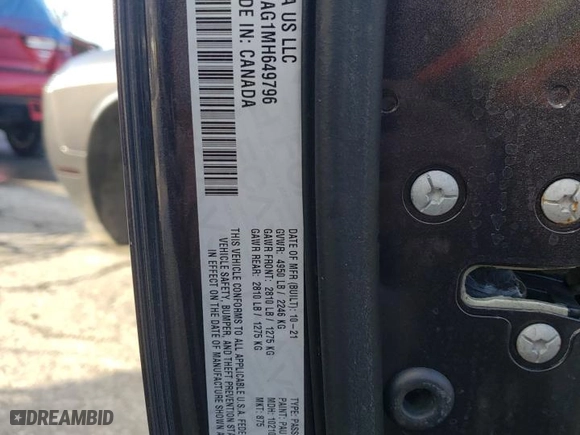 A US LLC
AG1MH649796
DE IN: CANADA
DATE OF MFR (BUILT): 10-21
GVWR: 4950 LB / 2246 KG
GAWR FRONT: 2810 LB / 1275 KG
GAWR REAR: 2810 LB / 1275 KG
THIS VEHICLE CONFORMS TO ALL APPLICABLE U.S.A. FEDE
VEHICLE SAFETY, BUMPER, AND THEFT PREVENTION STA
IN EFFECT ON THE DATE OF MANUFACTURE SHOWN A
TYPE: PASS
PAINT: PAU
MDH: 10210
MKT: 875
DREAMBID